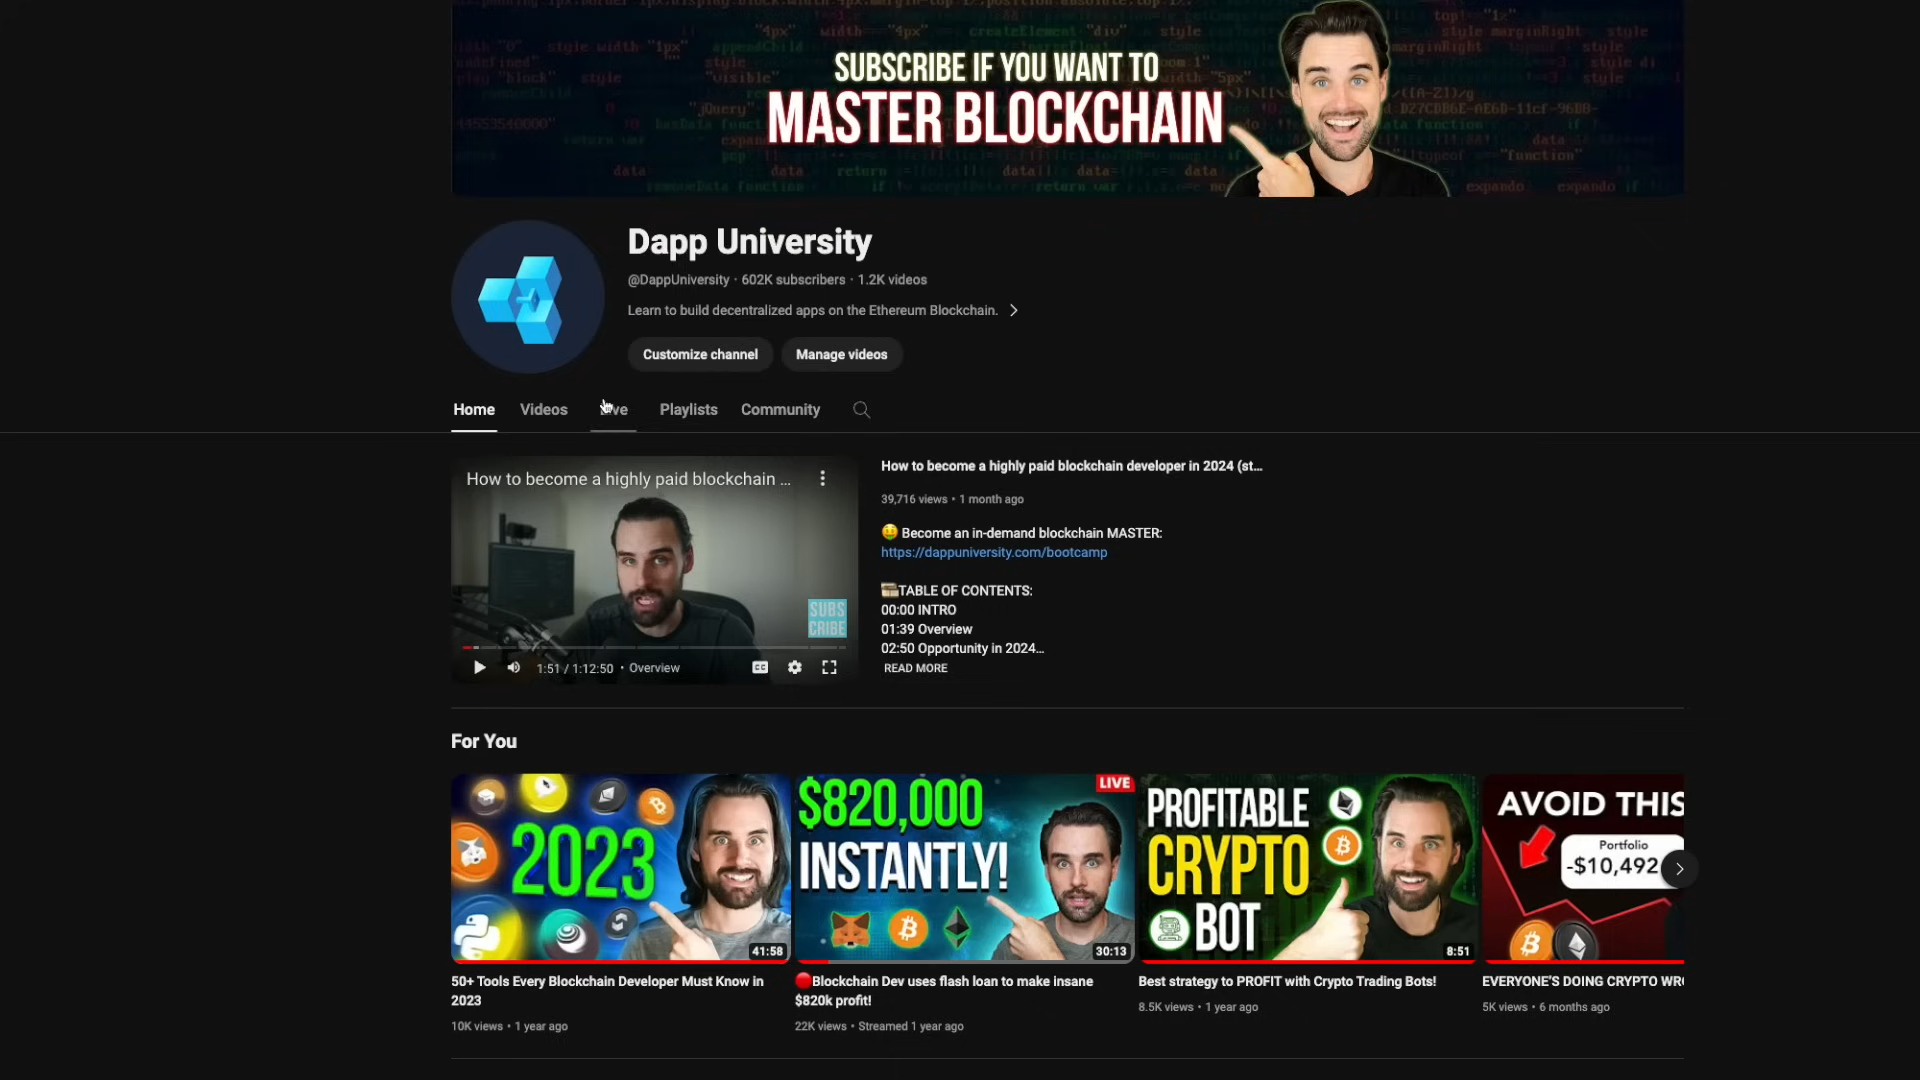 SUBSCRIBE IF YOU WANT TO
MASTER BLOCKCHAIN
Dapp University
@DappUniversity · 602K subscribers · 1.2K videos
Learn to build decentralized apps on the Ethereum Blockchain.
Customize channel
Manage videos
Home Videos Live Playlists Community
How to become a highly paid blockchain ...
SUBS
CRIBE
1:51 / 1:12:50 • Overview
How to become a highly paid blockchain developer in 2024 (st...
39,716 views • 1 month ago
🤑 Become an in-demand blockchain MASTER:
https://dappuniversity.com/bootcamp
TABLE OF CONTENTS:
00:00 INTRO
01:39 Overview
02:50 Opportunity in 2024...
READ MORE
For You
2023
41:58
50+ Tools Every Blockchain Developer Must Know in
2023
10K views • 1 year ago
LIVE
$820,000
INSTANTLY!
30:13
🔴Blockchain Dev uses flash loan to make insane
$820k profit!
22K views • Streamed 1 year ago
PROFITABLE
CRYPTO
BOT
8:51
Best strategy to PROFIT with Crypto Trading Bots!
8.5K views • 1 year ago
AVOID THIS
Portfolio
-$10,492
EVERYONE'S DOING CRYPTO WR
5K views • 6 months ago